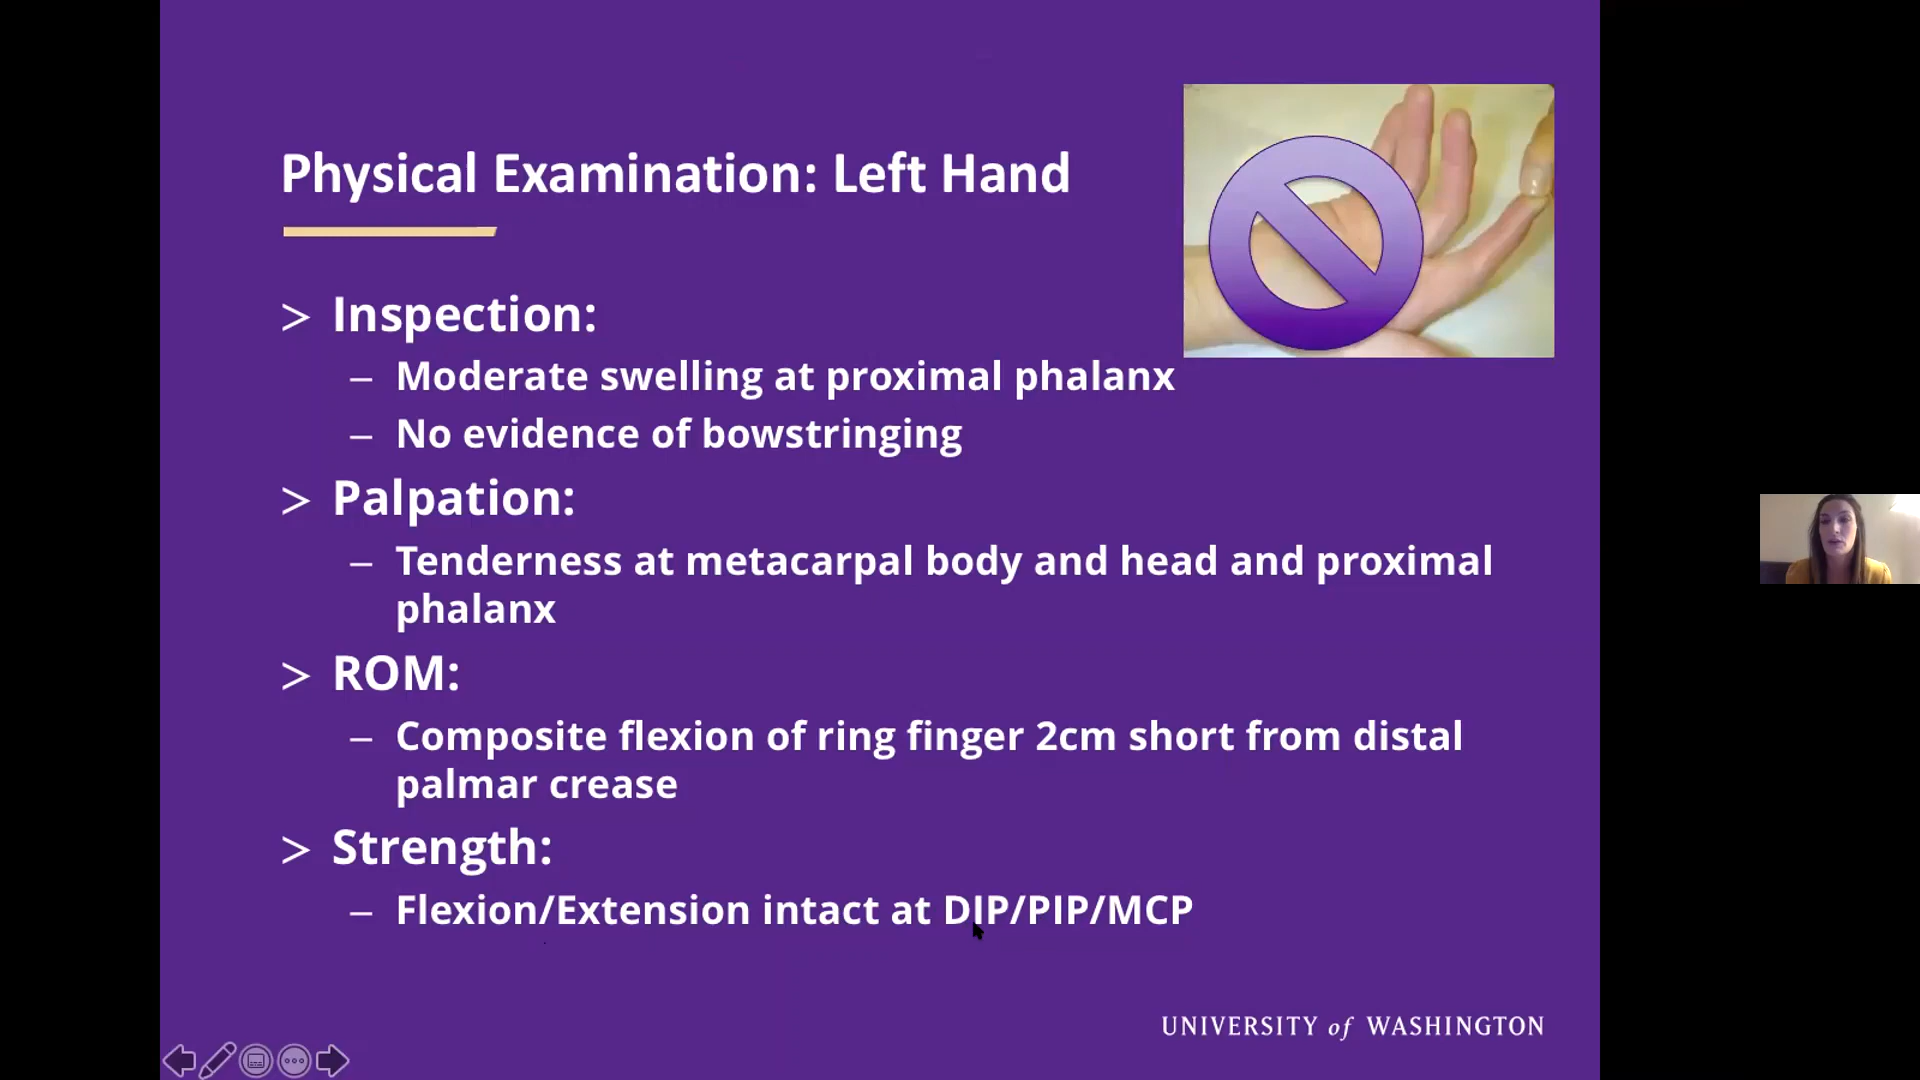 Physical Examination: Left Hand
> Inspection:
– Moderate swelling at proximal phalanx
– No evidence of bowstringing
> Palpation:
– Tenderness at metacarpal body and head and proximal
phalanx
> ROM:
– Composite flexion of ring finger 2cm short from distal
palmar crease
> Strength:
– Flexion/Extension intact at DIP/PIP/MCP
UNIVERSITY of WASHINGTON